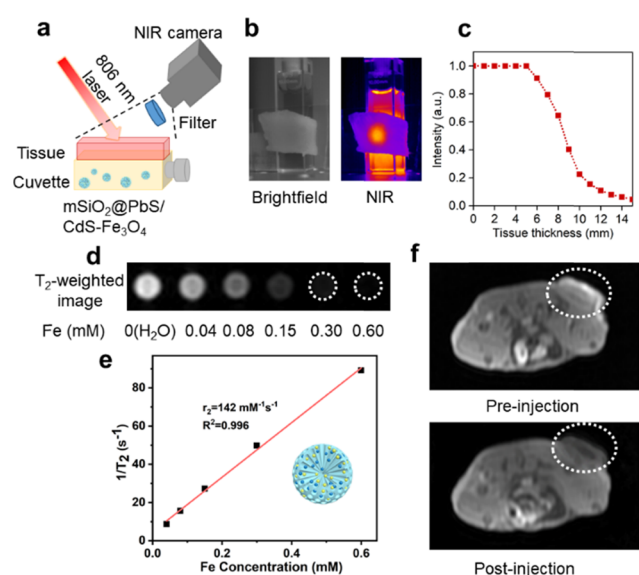 a
NIR camera
806 nm
laser
Filter
Tissue
Cuvette
mSiO₂@PbS/
CdS-Fe₃O₄
b
Brightfield
NIR
c
Intensity (a.u.)
1.0
0.8
0.6
0.4
0.2
0.0
0 2 4 6 8 10 12 14
Tissue thickness (mm)
d
T₂-weighted
image
Fe (mM) 0(H₂O) 0.04 0.08 0.15 0.30 0.60
e
1/T₂ (s⁻¹)
80
60
40
20
0
r₂=142 mM⁻¹s⁻¹
R²=0.996
0.0 0.2 0.4 0.6
Fe Concentration (mM)
f
Pre-injection
Post-injection